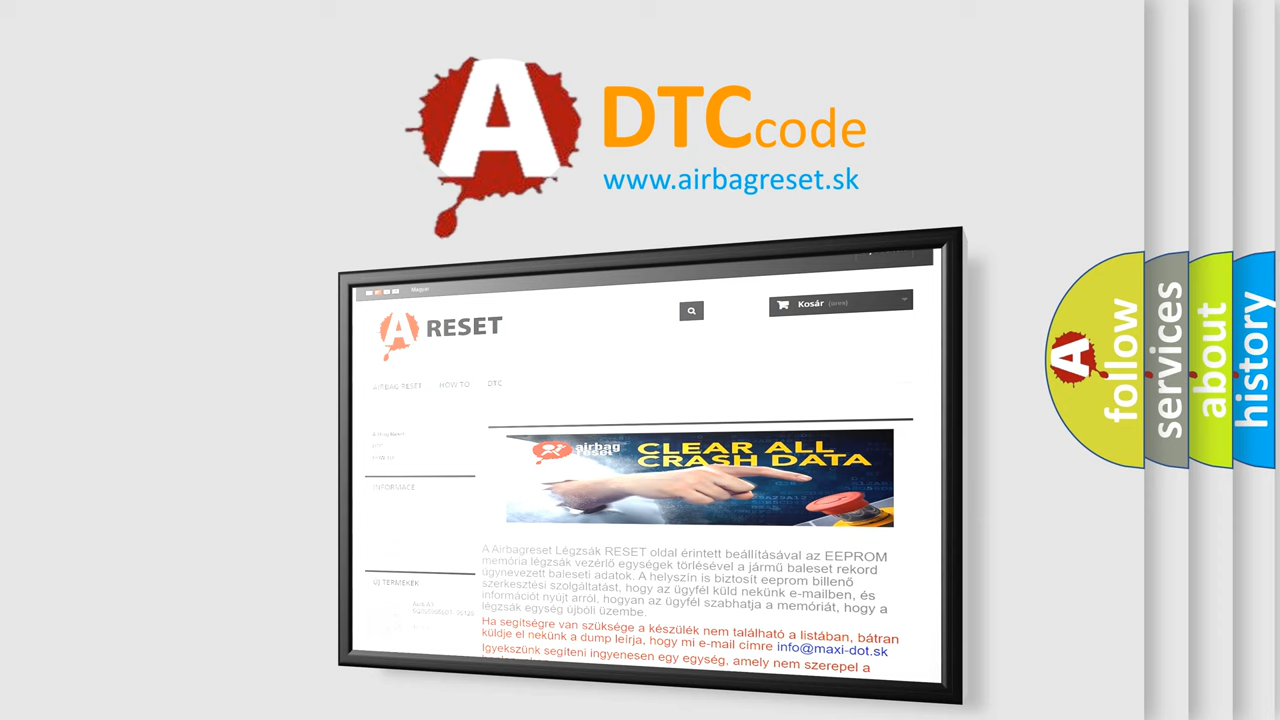 A
DTCcode
www.airbagreset.sk
Magyar
A RESET
Kosár (üres)
AIRBAG RESET HOW TO DTC
INFORMACE
ÚJ TERMÉKEK
airbag
reset
CLEAR ALL
CRASH DATA
A Airbagreset Légzsák RESET oldal érintett beállításával az EEPROM
memória légzsák vezérlő egységek törlésével a jármű baleset rekord
úgynevezett baleseti adatok. A helyszín is biztosít eeprom billenő
szerkesztési szolgáltatást, hogy az ügyfél küld nekünk e-mailben, és
információt nyújt arról, hogyan az ügyfél szabhatja a memóriát, hogy a
légzsák egység újbóli üzembe.
Ha segítségre van szüksége a készülék nem található a listában, bátran
küldje el nekünk a dump leírja, hogy mi e-mail címre info@maxi-dot.sk
Igyekszünk segíteni ingyenesen egy egység, amely nem szerepel a
A
follow
services
about
history